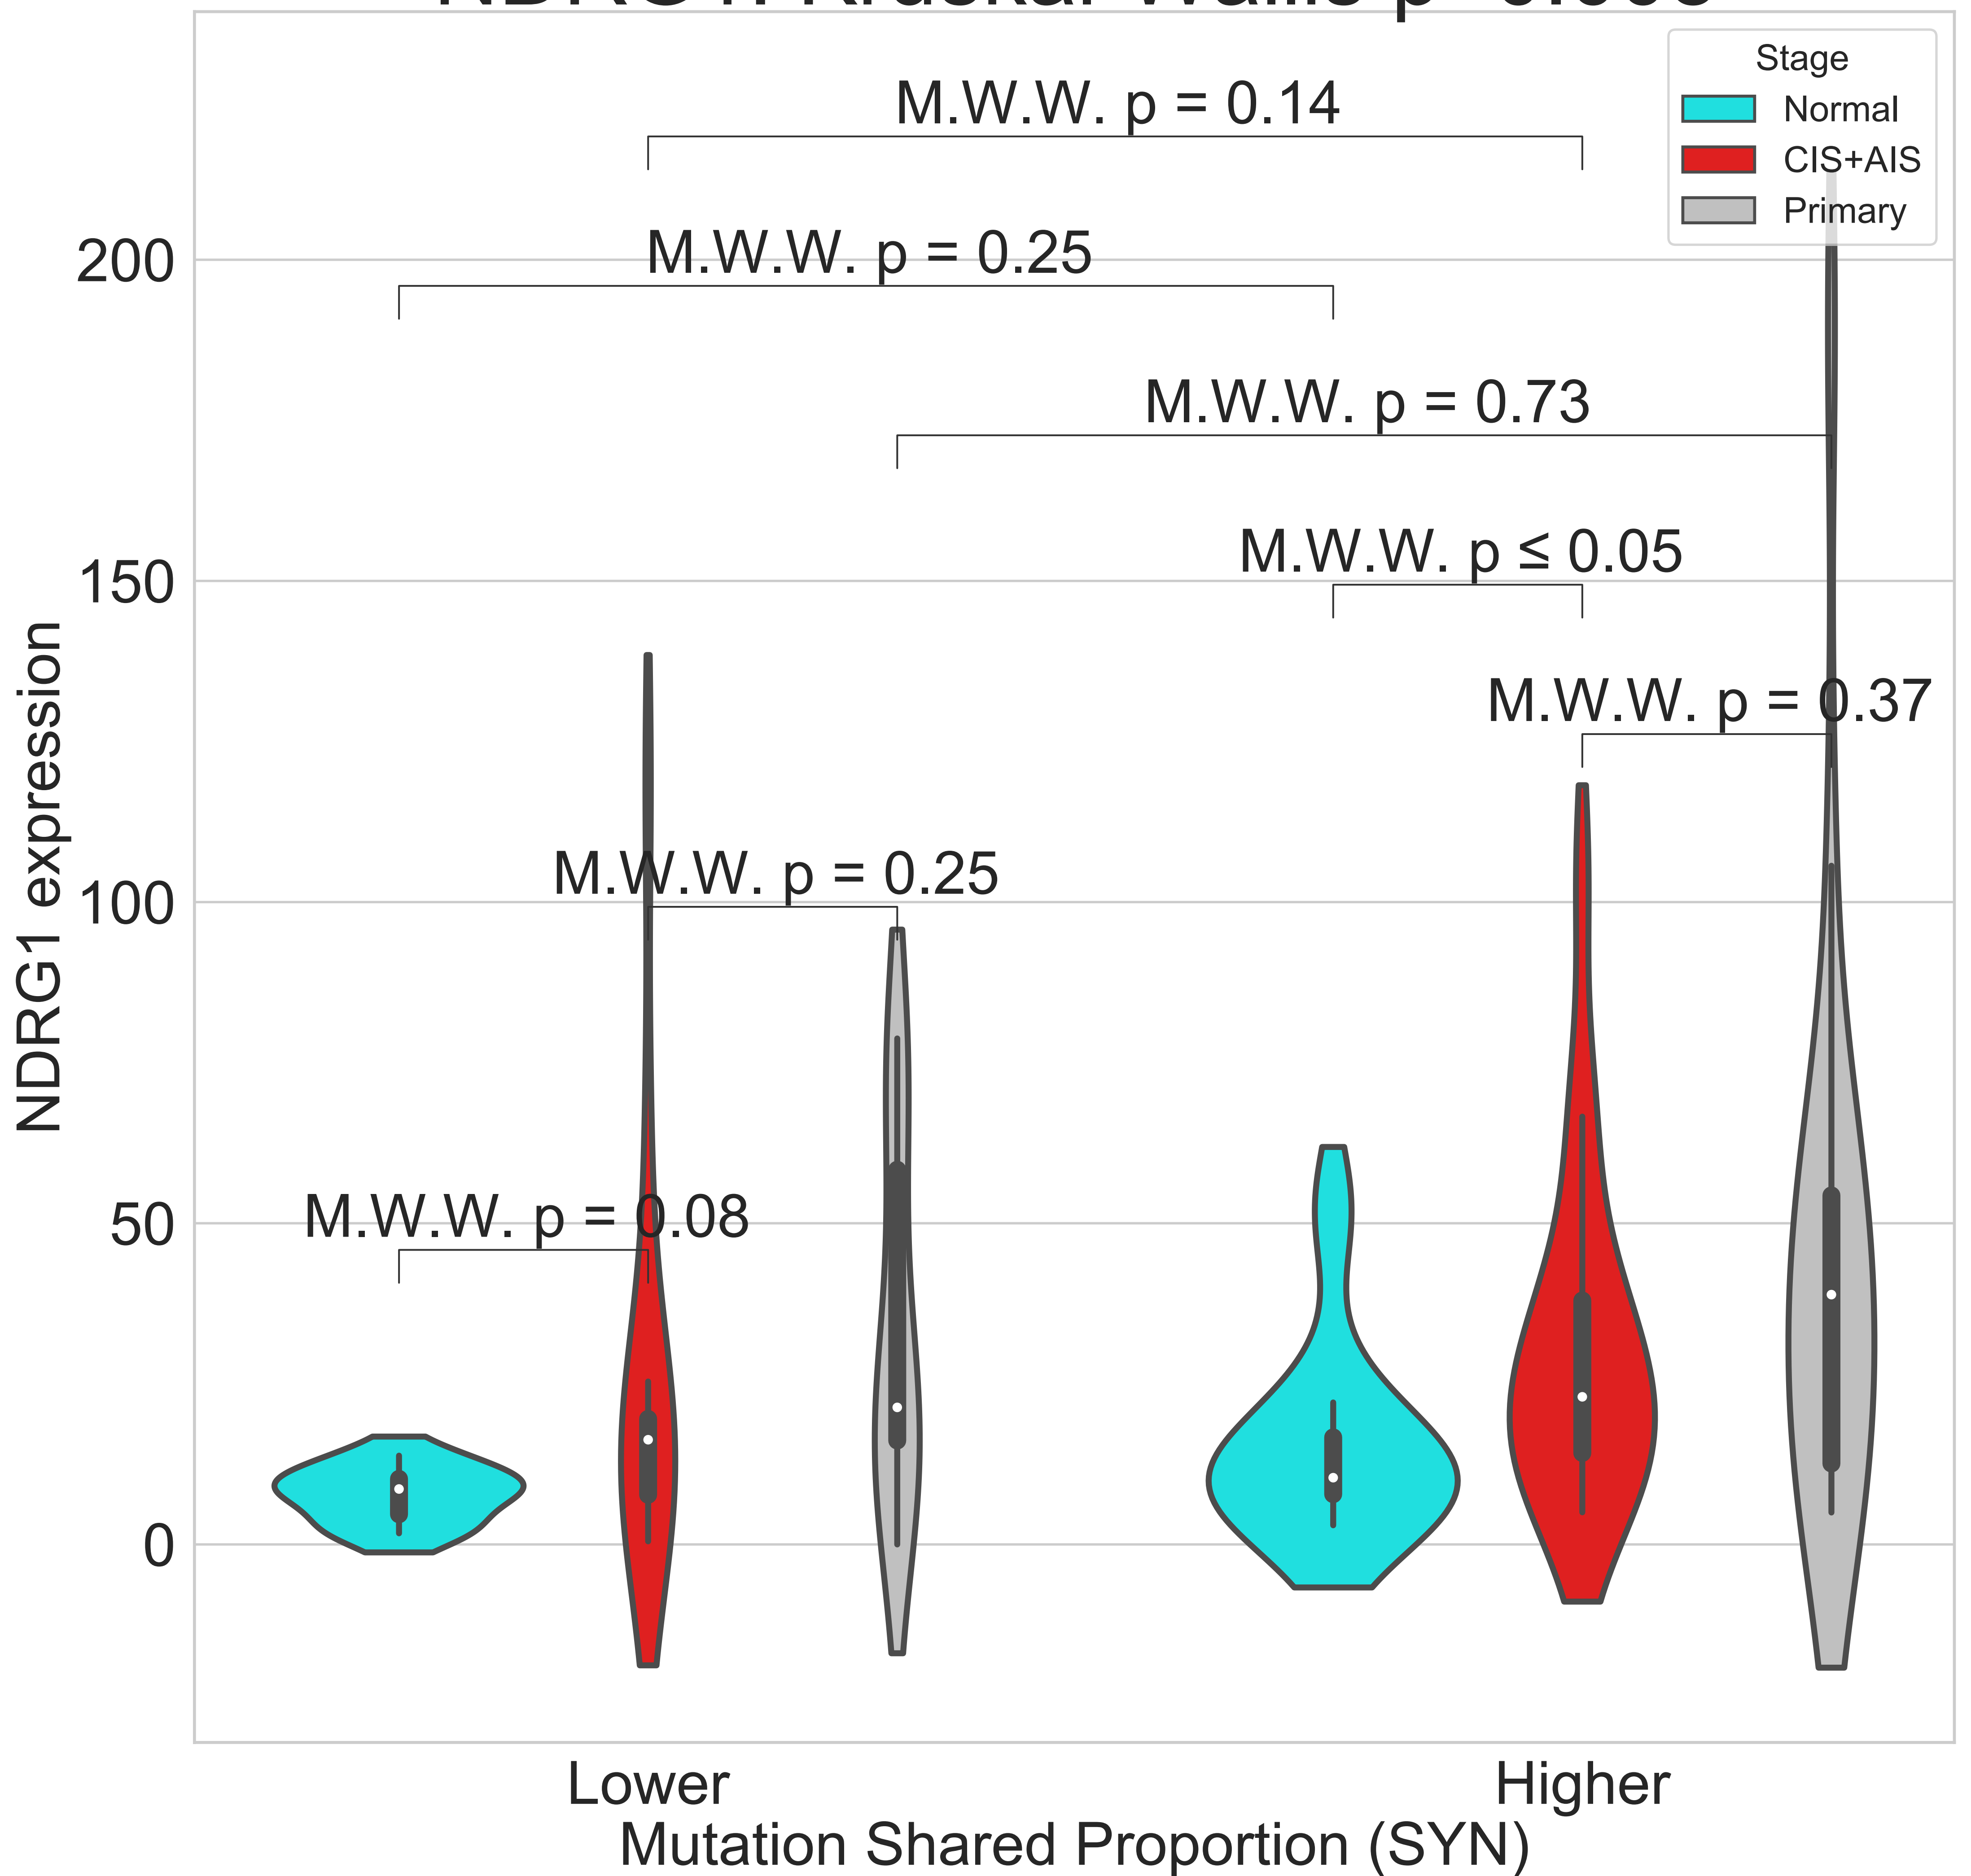 Stage
Normal
CIS+AIS
Primary
M.W.W. p = 0.14
M.W.W. p = 0.25
M.W.W. p = 0.73
M.W.W. p ≤ 0.05
M.W.W. p = 0.37
M.W.W. p = 0.25
M.W.W. p = 0.08
200
150
100
50
0
NDRG1 expression
Lower
Higher
Mutation Shared Proportion (SYN)